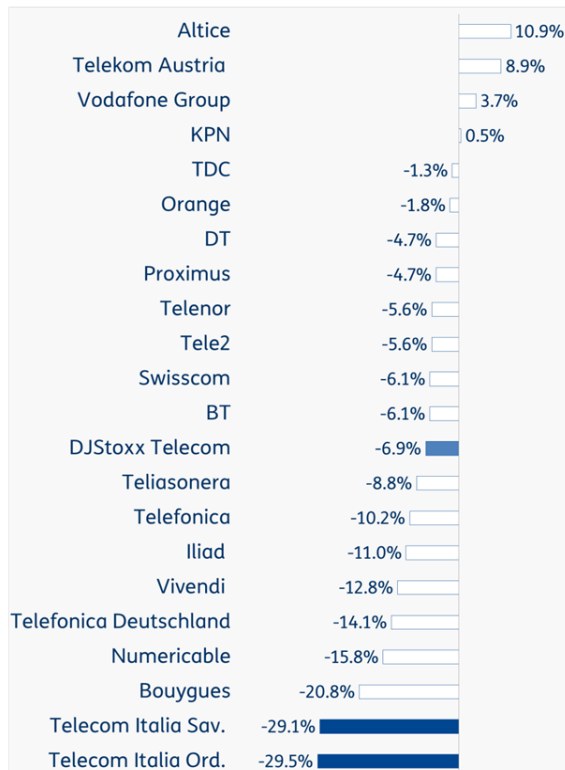 Altice 10.9%
Telekom Austria 8.9%
Vodafone Group 3.7%
KPN 0.5%
TDC -1.3%
Orange -1.8%
DT -4.7%
Proximus -4.7%
Telenor -5.6%
Tele2 -5.6%
Swisscom -6.1%
BT -6.1%
DJStoxx Telecom -6.9%
Teliasonera -8.8%
Telefonica -10.2%
Iliad -11.0%
Vivendi -12.8%
Telefonica Deutschland -14.1%
Numericable -15.8%
Bouygues -20.8%
Telecom Italia Sav. -29.1%
Telecom Italia Ord. -29.5%